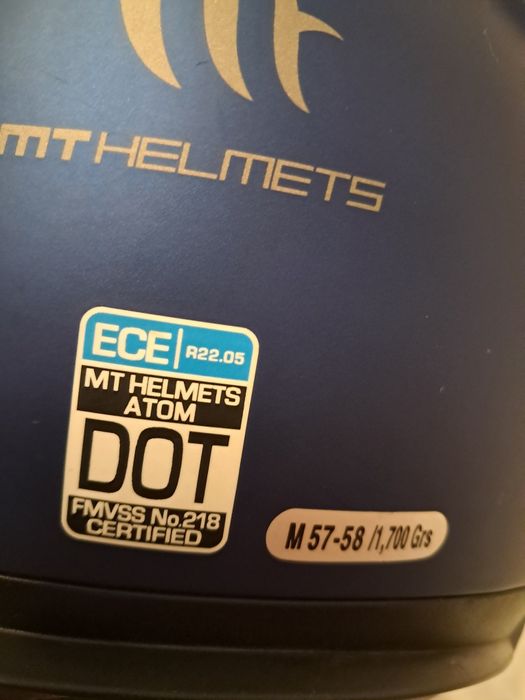 MT HELMETS
ECE | R22.05
MT HELMETS
ATOM
DOT
FMVSS No.218
CERTIFIED
M 57-58 /1,700 Grs